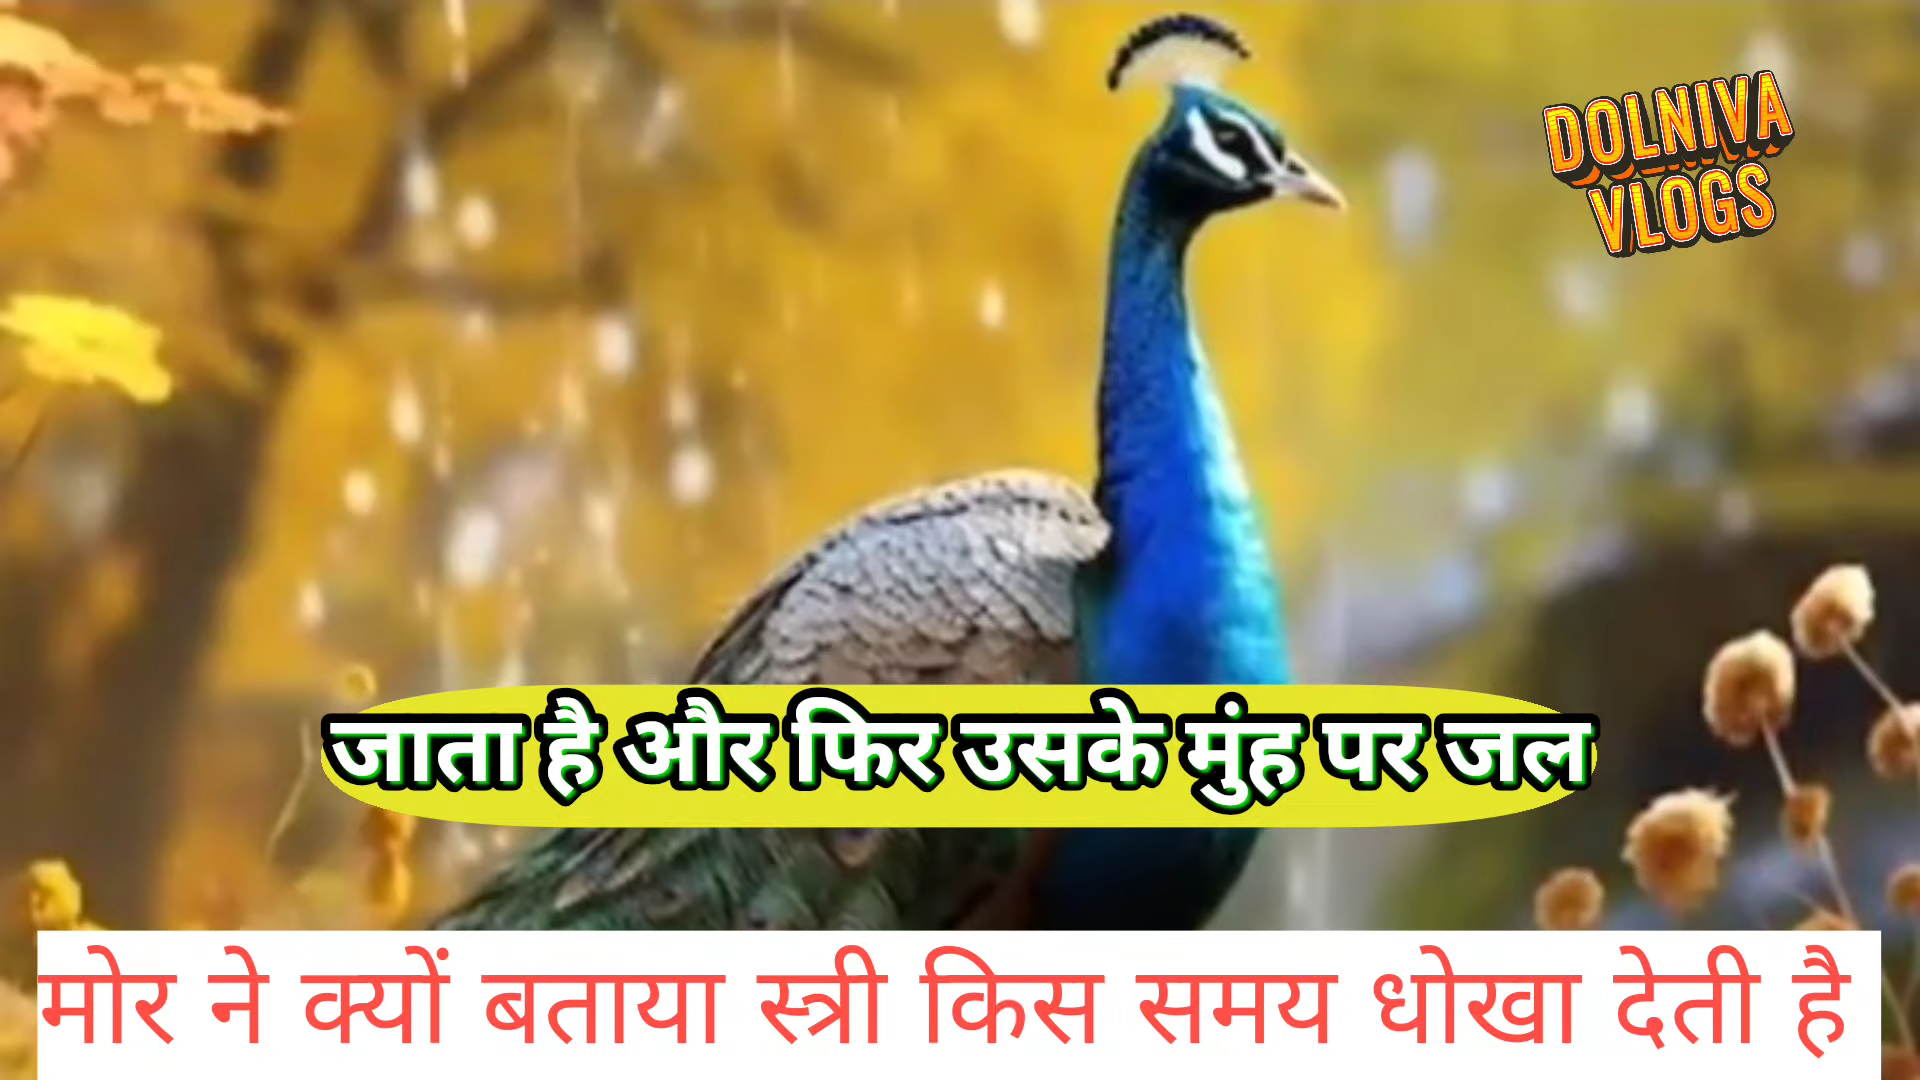 DOLNIVA
VLOGS
जाता है और फिर उसके मुंह पर जल
मोर ने क्यों बताया स्त्री किस समय धोखा देती है